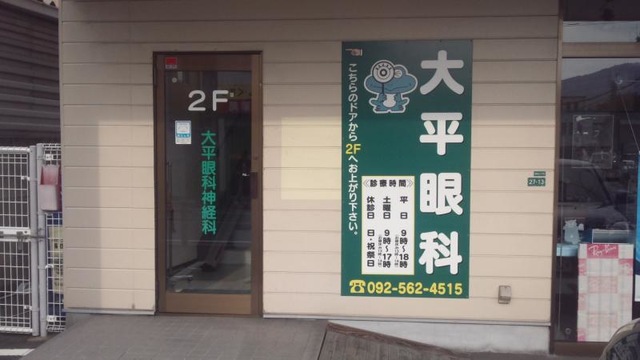 2F
大平眼科神経科
大平眼科
こちらのドアから2Fへお上がり下さい。
《診療時間》
平日 9時〜18時
土曜日 9時〜17時
休診日 日・祝祭日
☎092-562-4515
27-13
Ray-Ban